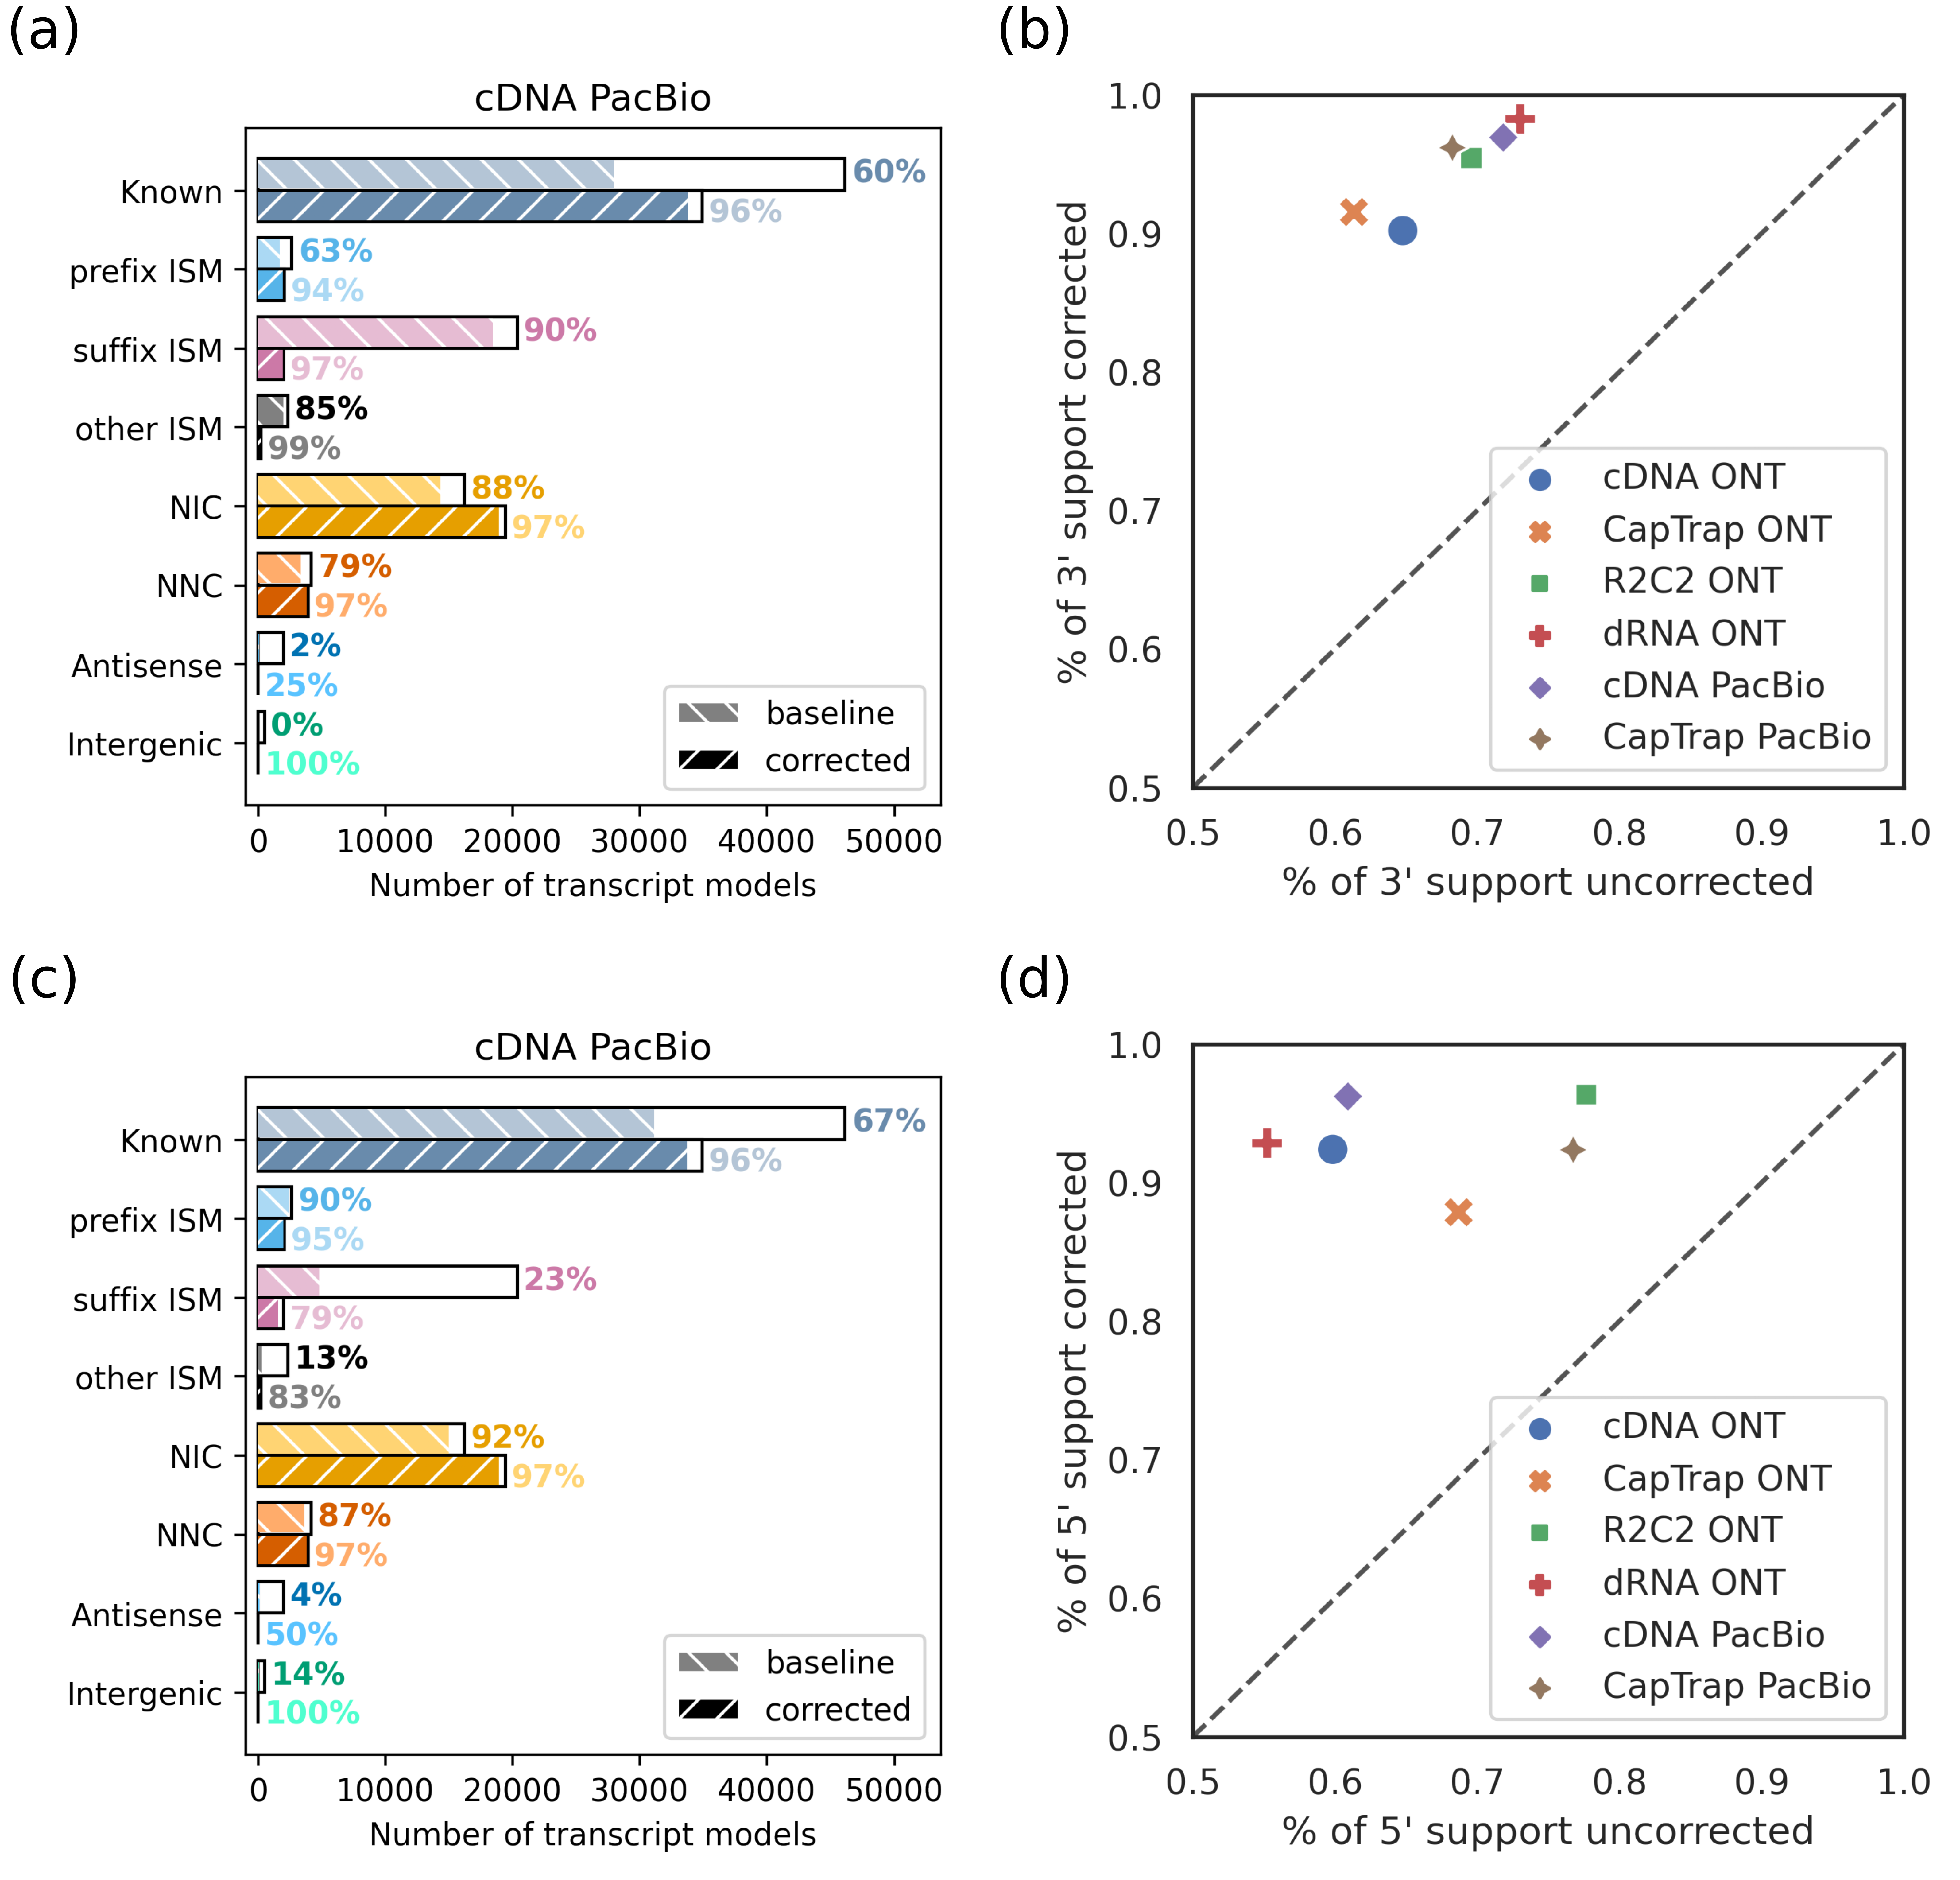 (a)
cDNA PacBio
Known
60%
96%
prefix ISM
63%
94%
suffix ISM
90%
97%
other ISM
85%
99%
NIC
88%
97%
NNC
79%
97%
Antisense
2%
25%
Intergenic
0%
100%
baseline
corrected
0 10000 20000 30000 40000 50000
Number of transcript models
(b)
% of 3' support corrected
1.0
0.9
0.8
0.7
0.6
0.5
cDNA ONT
CapTrap ONT
R2C2 ONT
dRNA ONT
cDNA PacBio
CapTrap PacBio
0.5 0.6 0.7 0.8 0.9 1.0
% of 3' support uncorrected
(c)
cDNA PacBio
Known
67%
96%
prefix ISM
90%
95%
suffix ISM
23%
79%
other ISM
13%
83%
NIC
92%
97%
NNC
87%
97%
Antisense
4%
50%
Intergenic
14%
100%
baseline
corrected
0 10000 20000 30000 40000 50000
Number of transcript models
(d)
% of 5' support corrected
1.0
0.9
0.8
0.7
0.6
0.5
cDNA ONT
CapTrap ONT
R2C2 ONT
dRNA ONT
cDNA PacBio
CapTrap PacBio
0.5 0.6 0.7 0.8 0.9 1.0
% of 5' support uncorrected